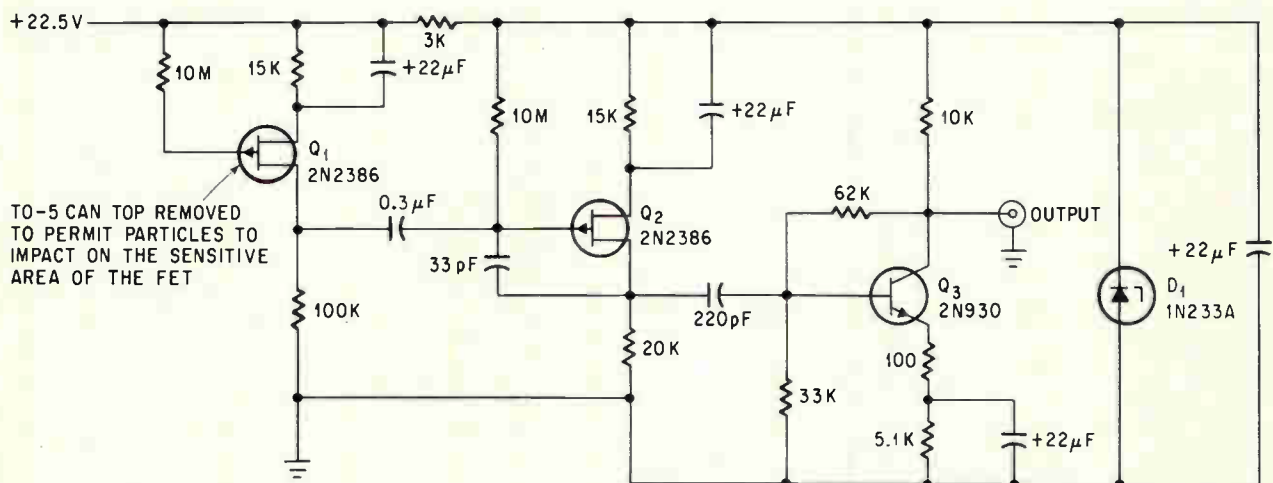 +22.5V
3K
10M
15K
+22μF
10M
15K
+22μF
10K
Q1
2N2386
TO-5 CAN TOP REMOVED
TO PERMIT PARTICLES TO
IMPACT ON THE SENSITIVE
AREA OF THE FET
0.3μF
Q2
2N2386
62K
OUTPUT
33pF
+22μF
100K
220pF
Q3
2N930
D1
1N233A
20K
100
33K
5.1K
+22μF